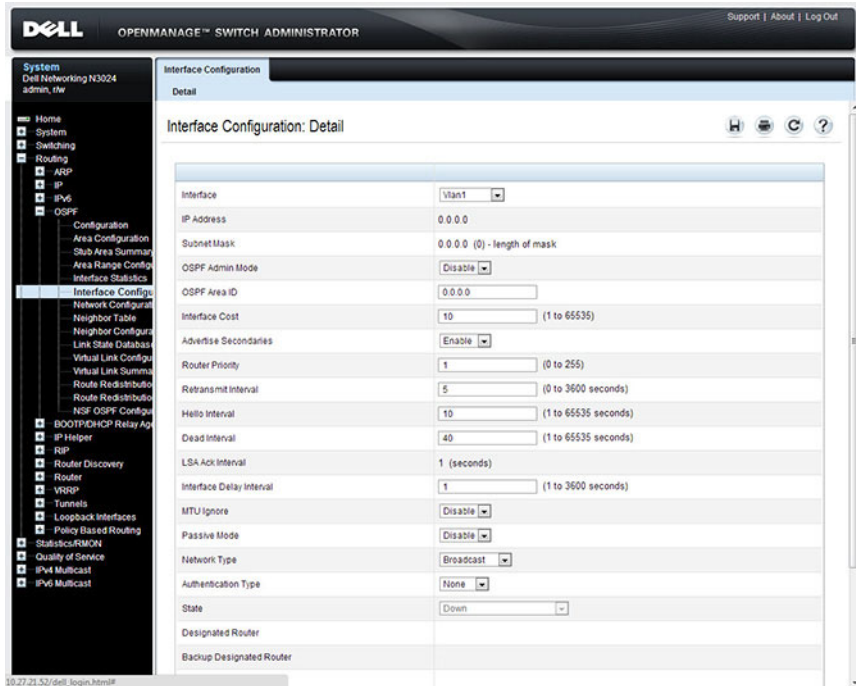 Support | About | Log Out
DELL OPENMANAGE™ SWITCH ADMINISTRATOR
System
Dell Networking N3024
admin, r/w
Interface Configuration
Detail
Home
System
Switching
Routing
ARP
IP
IPv6
OSPF
Configuration
Area Configuration
Stub Area Summary
Area Range Configu
Interface Statistics
Interface Configu
Network Configurati
Neighbor Table
Neighbor Configura
Link State Database
Virtual Link Configu
Virtual Link Summa
Route Redistributio
Route Redistributio
NSF OSPF Configur
BOOTP/DHCP Relay Age
IP Helper
RIP
Router Discovery
Router
VRRP
Tunnels
Loopback Interfaces
Policy Based Routing
Statistics/RMON
Quality of Service
IPv4 Multicast
IPv6 Multicast
Interface Configuration: Detail
Interface Vlan1
IP Address 0.0.0.0
Subnet Mask 0.0.0.0 (0) - length of mask
OSPF Admin Mode Disable
OSPF Area ID 0.0.0.0
Interface Cost 10 (1 to 65535)
Advertise Secondaries Enable
Router Priority 1 (0 to 255)
Retransmit Interval 5 (0 to 3600 seconds)
Hello Interval 10 (1 to 65535 seconds)
Dead Interval 40 (1 to 65535 seconds)
LSA Ack Interval 1 (seconds)
Interface Delay Interval 1 (1 to 3600 seconds)
MTU Ignore Disable
Passive Mode Disable
Network Type Broadcast
Authentication Type None
State Down
Designated Router
Backup Designated Router
10.27.21.52/dell_login.html#